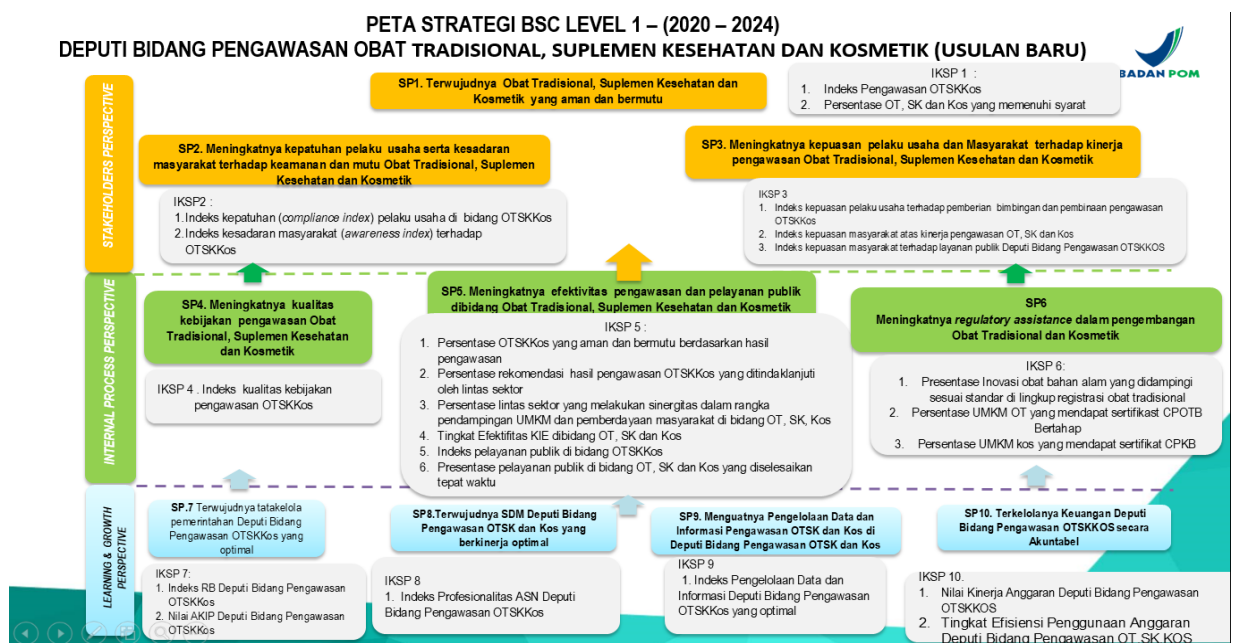 PETA STRATEGI BSC LEVEL 1 – (2020 – 2024)
DEPUTI BIDANG PENGAWASAN OBAT TRADISIONAL, SUPLEMEN KESEHATAN DAN KOSMETIK (USULAN BARU)
BADAN POM
STAKEHOLDERS PERSPECTIVE
SP1. Terwujudnya Obat Tradisional, Suplemen Kesehatan dan
Kosmetik yang aman dan bermutu
IKSP 1 :
1. Indeks Pengawasan OTSKKos
2. Persentase OT, SK dan Kos yang memenuhi syarat
SP2. Meningkatnya kepatuhan pelaku usaha serta kesadaran
masyarakat terhadap keamanan dan mutu Obat Tradisional, Suplemen
Kesehatan dan Kosmetik
IKSP2 :
1. Indeks kepatuhan (compliance index) pelaku usaha di bidang OTSKKos
2. Indeks kesadaran masyarakat (awareness index) terhadap
OTSKKos
SP3. Meningkatnya kepuasan pelaku usaha dan Masyarakat terhadap kinerja
pengawasan Obat Tradisional, Suplemen Kesehatan dan Kosmetik
IKSP 3
1. Indeks kepuasan pelaku usaha terhadap pemberian bimbingan dan pembinaan pengawasan
OTSKKos
2. Indeks kepuasan masyarakat atas kinerja pengawasan OT, SK dan Kos
3. Indeks kepuasan masyarakat terhadap layanan publik Deputi Bidang Pengawasan OTSKKOS
INTERNAL PROCESS PERSPECTIVE
SP4. Meningkatnya kualitas
kebijakan pengawasan Obat
Tradisional, Suplemen Kesehatan
dan Kosmetik
IKSP 4 . Indeks kualitas kebijakan
pengawasan OTSKKos
SP5. Meningkatnya efektivitas pengawasan dan pelayanan publik
dibidang Obat Tradisional, Suplemen Kesehatan dan Kosmetik
IKSP 5 :
1. Persentase OTSKKos yang aman dan bermutu berdasarkan hasil
pengawasan
2. Persentase rekomendasi hasil pengawasan OTSKKos yang ditindaklanjuti
oleh lintas sektor
3. Persentase lintas sektor yang melakukan sinergitas dalam rangka
pendampingan UMKM dan pemberdayaan masyarakat di bidang OT, SK, Kos
4. Tingkat Efektifitas KIE dibidang OT, SK dan Kos
5. Indeks pelayanan publik di bidang OTSKKos
6. Presentase pelayanan publik di bidang OT, SK dan Kos yang diselesaikan
tepat waktu
SP6
Meningkatnya regulatory assistance dalam pengembangan
Obat Tradisional dan Kosmetik
IKSP 6:
1. Presentase Inovasi obat bahan alam yang didampingi
sesuai standar di lingkup registrasi obat tradisional
2. Persentase UMKM OT yang mendapat sertifikast CPOTB
Bertahap
3. Persentase UMKM kos yang mendapat sertifikat CPKB
LEARNING & GROWTH
PERSPECTIVE
SP.7 Terwujudnya tatakelola
pemerintahan Deputi Bidang
Pengawasan OTSKKos yang
optimal
IKSP 7:
1. Indeks RB Deputi Bidang Pengawasan
OTSKKos
2. Nilai AKIP Deputi Bidang Pengawasan
OTSKKos
SP8.Terwujudnya SDM Deputi Bidang
Pengawasan OTSK dan Kos yang
berkinerja optimal
IKSP 8
1. Indeks Profesionalitas ASN Deputi
Bidang Pengawasan OTSKKos
SP9. Menguatnya Pengelolaan Data dan
Informasi Pengawasan OTSK dan Kos di
Deputi Bidang Pengawasan OTSK dan Kos
IKSP 9
1. Indeks Pengelolaan Data dan
Informasi Deputi Bidang Pengawasan
OTSKKos yang optimal
SP10. Terkelolanya Keuangan Deputi
Bidang Pengawasan OTSKKOS secara
Akuntabel
IKSP 10.
1. Nilai Kinerja Anggaran Deputi Bidang Pengawasan
OTSKKOS
2. Tingkat Efisiensi Penggunaan Anggaran
Deputi Bidang Pengawasan OT SK KOS